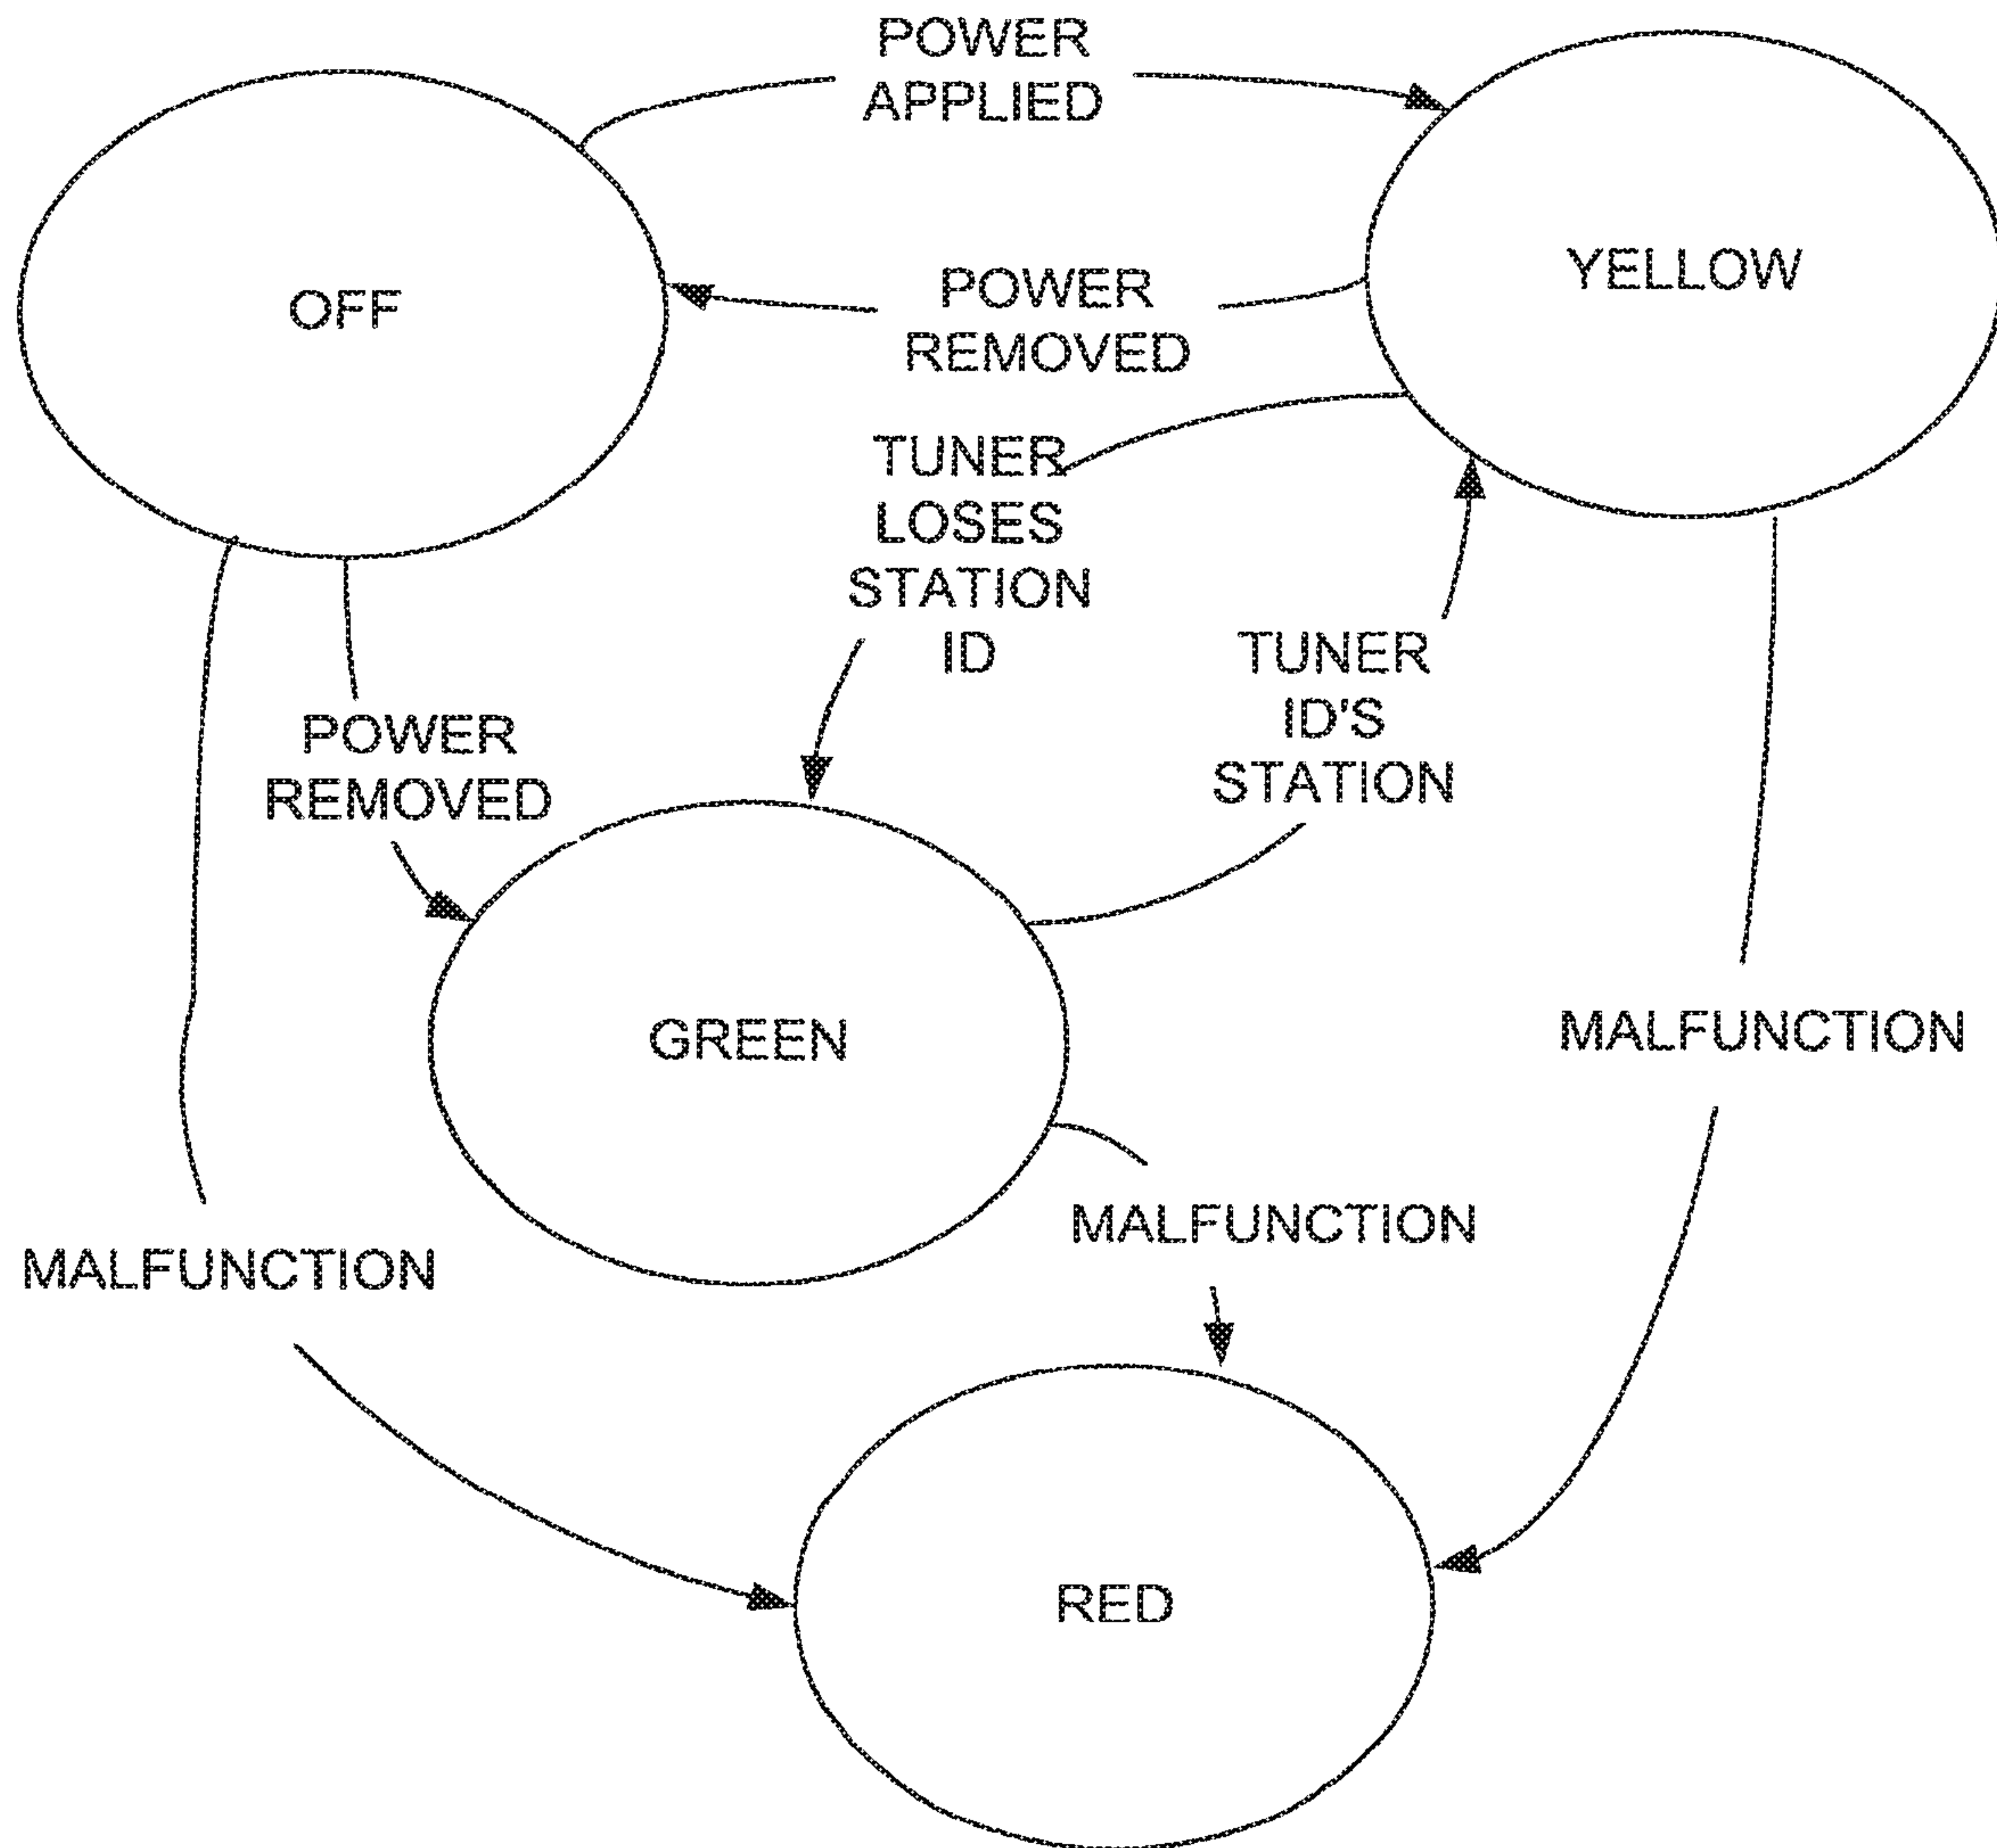 POWER
APPLIED
OFF
YELLOW
POWER
REMOVED
TUNER
LOSES
STATION
ID
TUNER
ID'S
STATION
POWER
REMOVED
GREEN
MALFUNCTION
MALFUNCTION
MALFUNCTION
RED